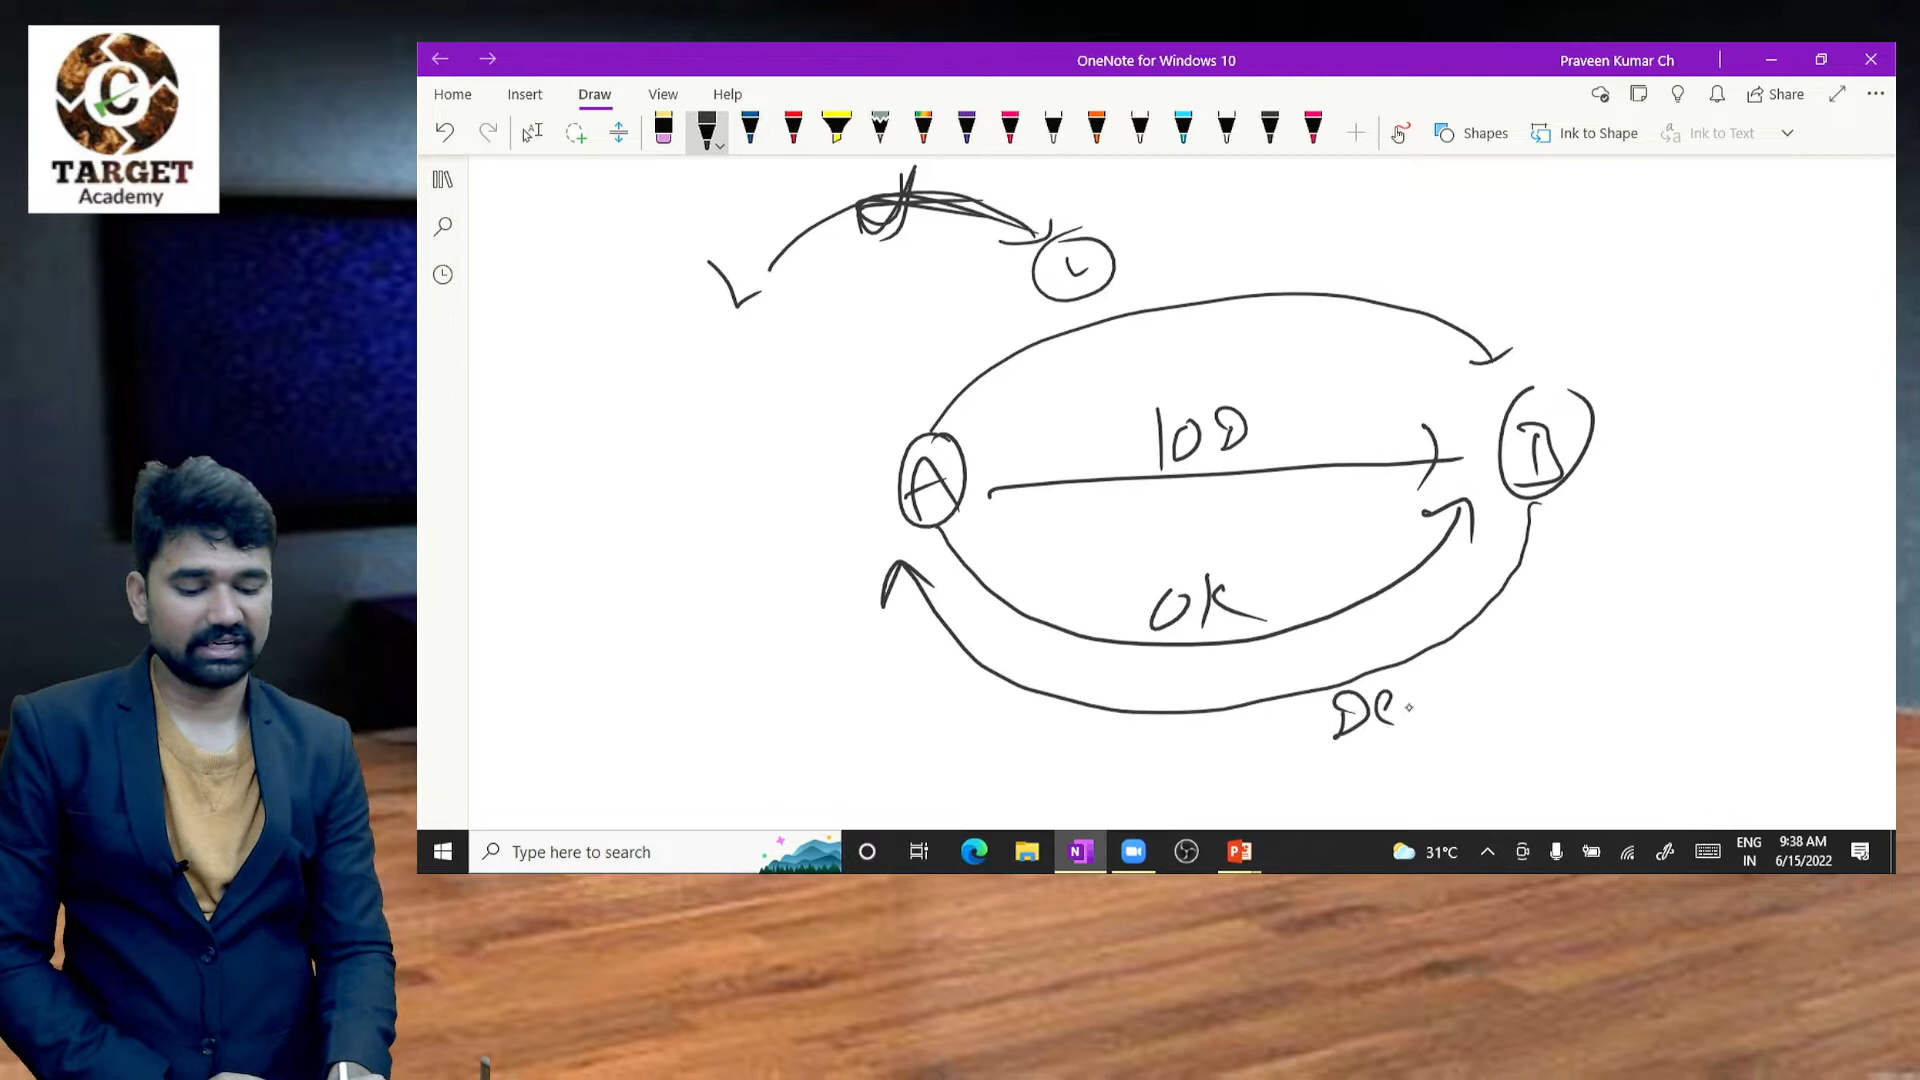 TARGET
Academy
OneNote for Windows 10
Praveen Kumar Ch
Home Insert Draw View Help
Share
Shapes
Ink to Shape
Ink to Text
L
A
100
B
OK
De
Type here to search
31°C
ENG
IN
9:38 AM
6/15/2022